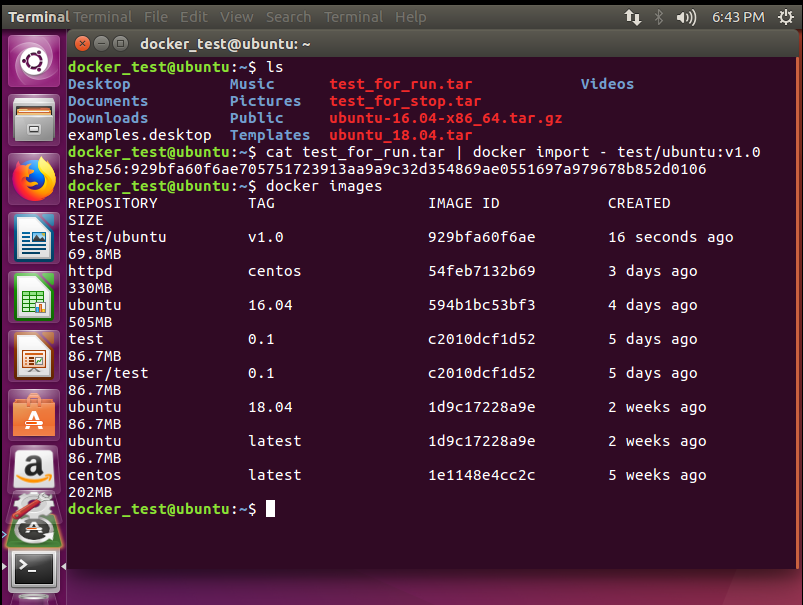 Terminal Terminal File Edit View Search Terminal Help 6:43 PM
docker_test@ubuntu: ~
docker_test@ubuntu:~$ ls
Desktop Music test_for_run.tar Videos
Documents Pictures test_for_stop.tar
Downloads Public ubuntu-16.04-x86_64.tar.gz
examples.desktop Templates ubuntu_18.04.tar
docker_test@ubuntu:~$ cat test_for_run.tar | docker import - test/ubuntu:v1.0
sha256:929bfa60f6ae705751723913aa9a9c32d354869ae0551697a979678b852d0106
docker_test@ubuntu:~$ docker images
REPOSITORY TAG IMAGE ID CREATED
SIZE
test/ubuntu v1.0 929bfa60f6ae 16 seconds ago
69.8MB
httpd centos 54feb7132b69 3 days ago
330MB
ubuntu 16.04 594b1bc53bf3 4 days ago
505MB
test 0.1 c2010dcf1d52 5 days ago
86.7MB
user/test 0.1 c2010dcf1d52 5 days ago
86.7MB
ubuntu 18.04 1d9c17228a9e 2 weeks ago
86.7MB
ubuntu latest 1d9c17228a9e 2 weeks ago
86.7MB
centos latest 1e1148e4cc2c 5 weeks ago
202MB
docker_test@ubuntu:~$